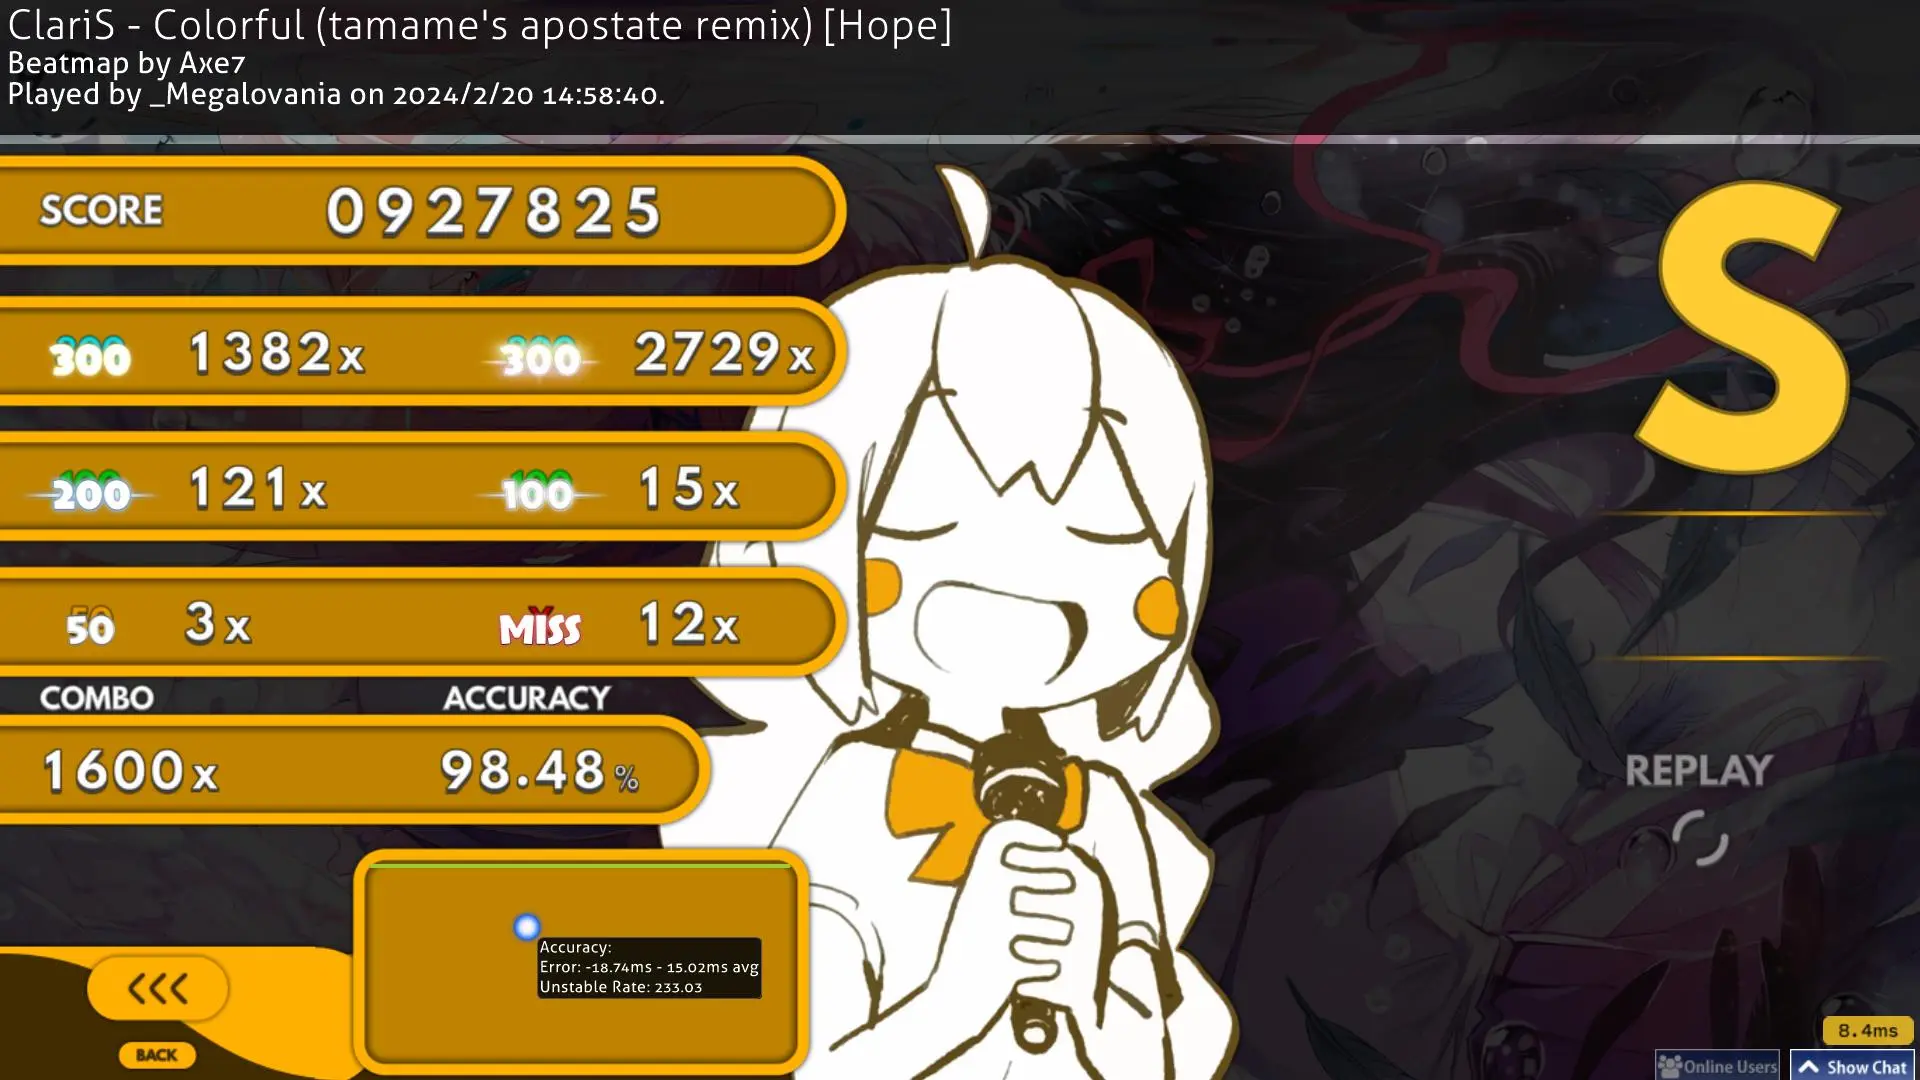 ClariS - Colorful (tamame's apostate remix) [Hope]
Beatmap by Axe7
Played by _Megalovania on 2024/2/20 14:58:40.
SCORE 0927825
300 1382x 300 2729x
200 121x 100 15x
50 3x MISS 12x
COMBO ACCURACY
1600x 98.48%
REPLAY
Accuracy:
Error: -18.74ms - 15.02ms avg
Unstable Rate: 233.03
BACK
8.4ms
Online Users Show Chat
S